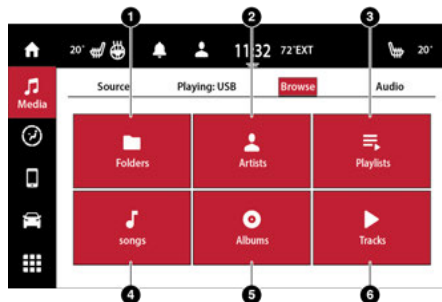 1 2 3
20° 11:32 72°EXT 20°
Media
Source Playing: USB Browse Audio
Folders Artists Playlists
songs Albums Tracks
4 5 6